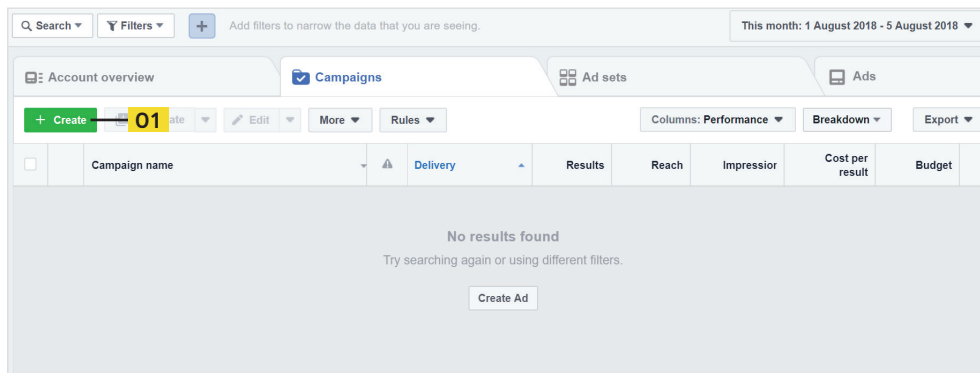 Search Filters + Add filters to narrow the data that you are seeing. This month: 1 August 2018 - 5 August 2018
Account overview Campaigns Ad sets Ads
+ Create 01 ate Edit More Rules Columns: Performance Breakdown Export
Campaign name Delivery Results Reach Impression Cost per result Budget
No results found
Try searching again or using different filters.
Create Ad